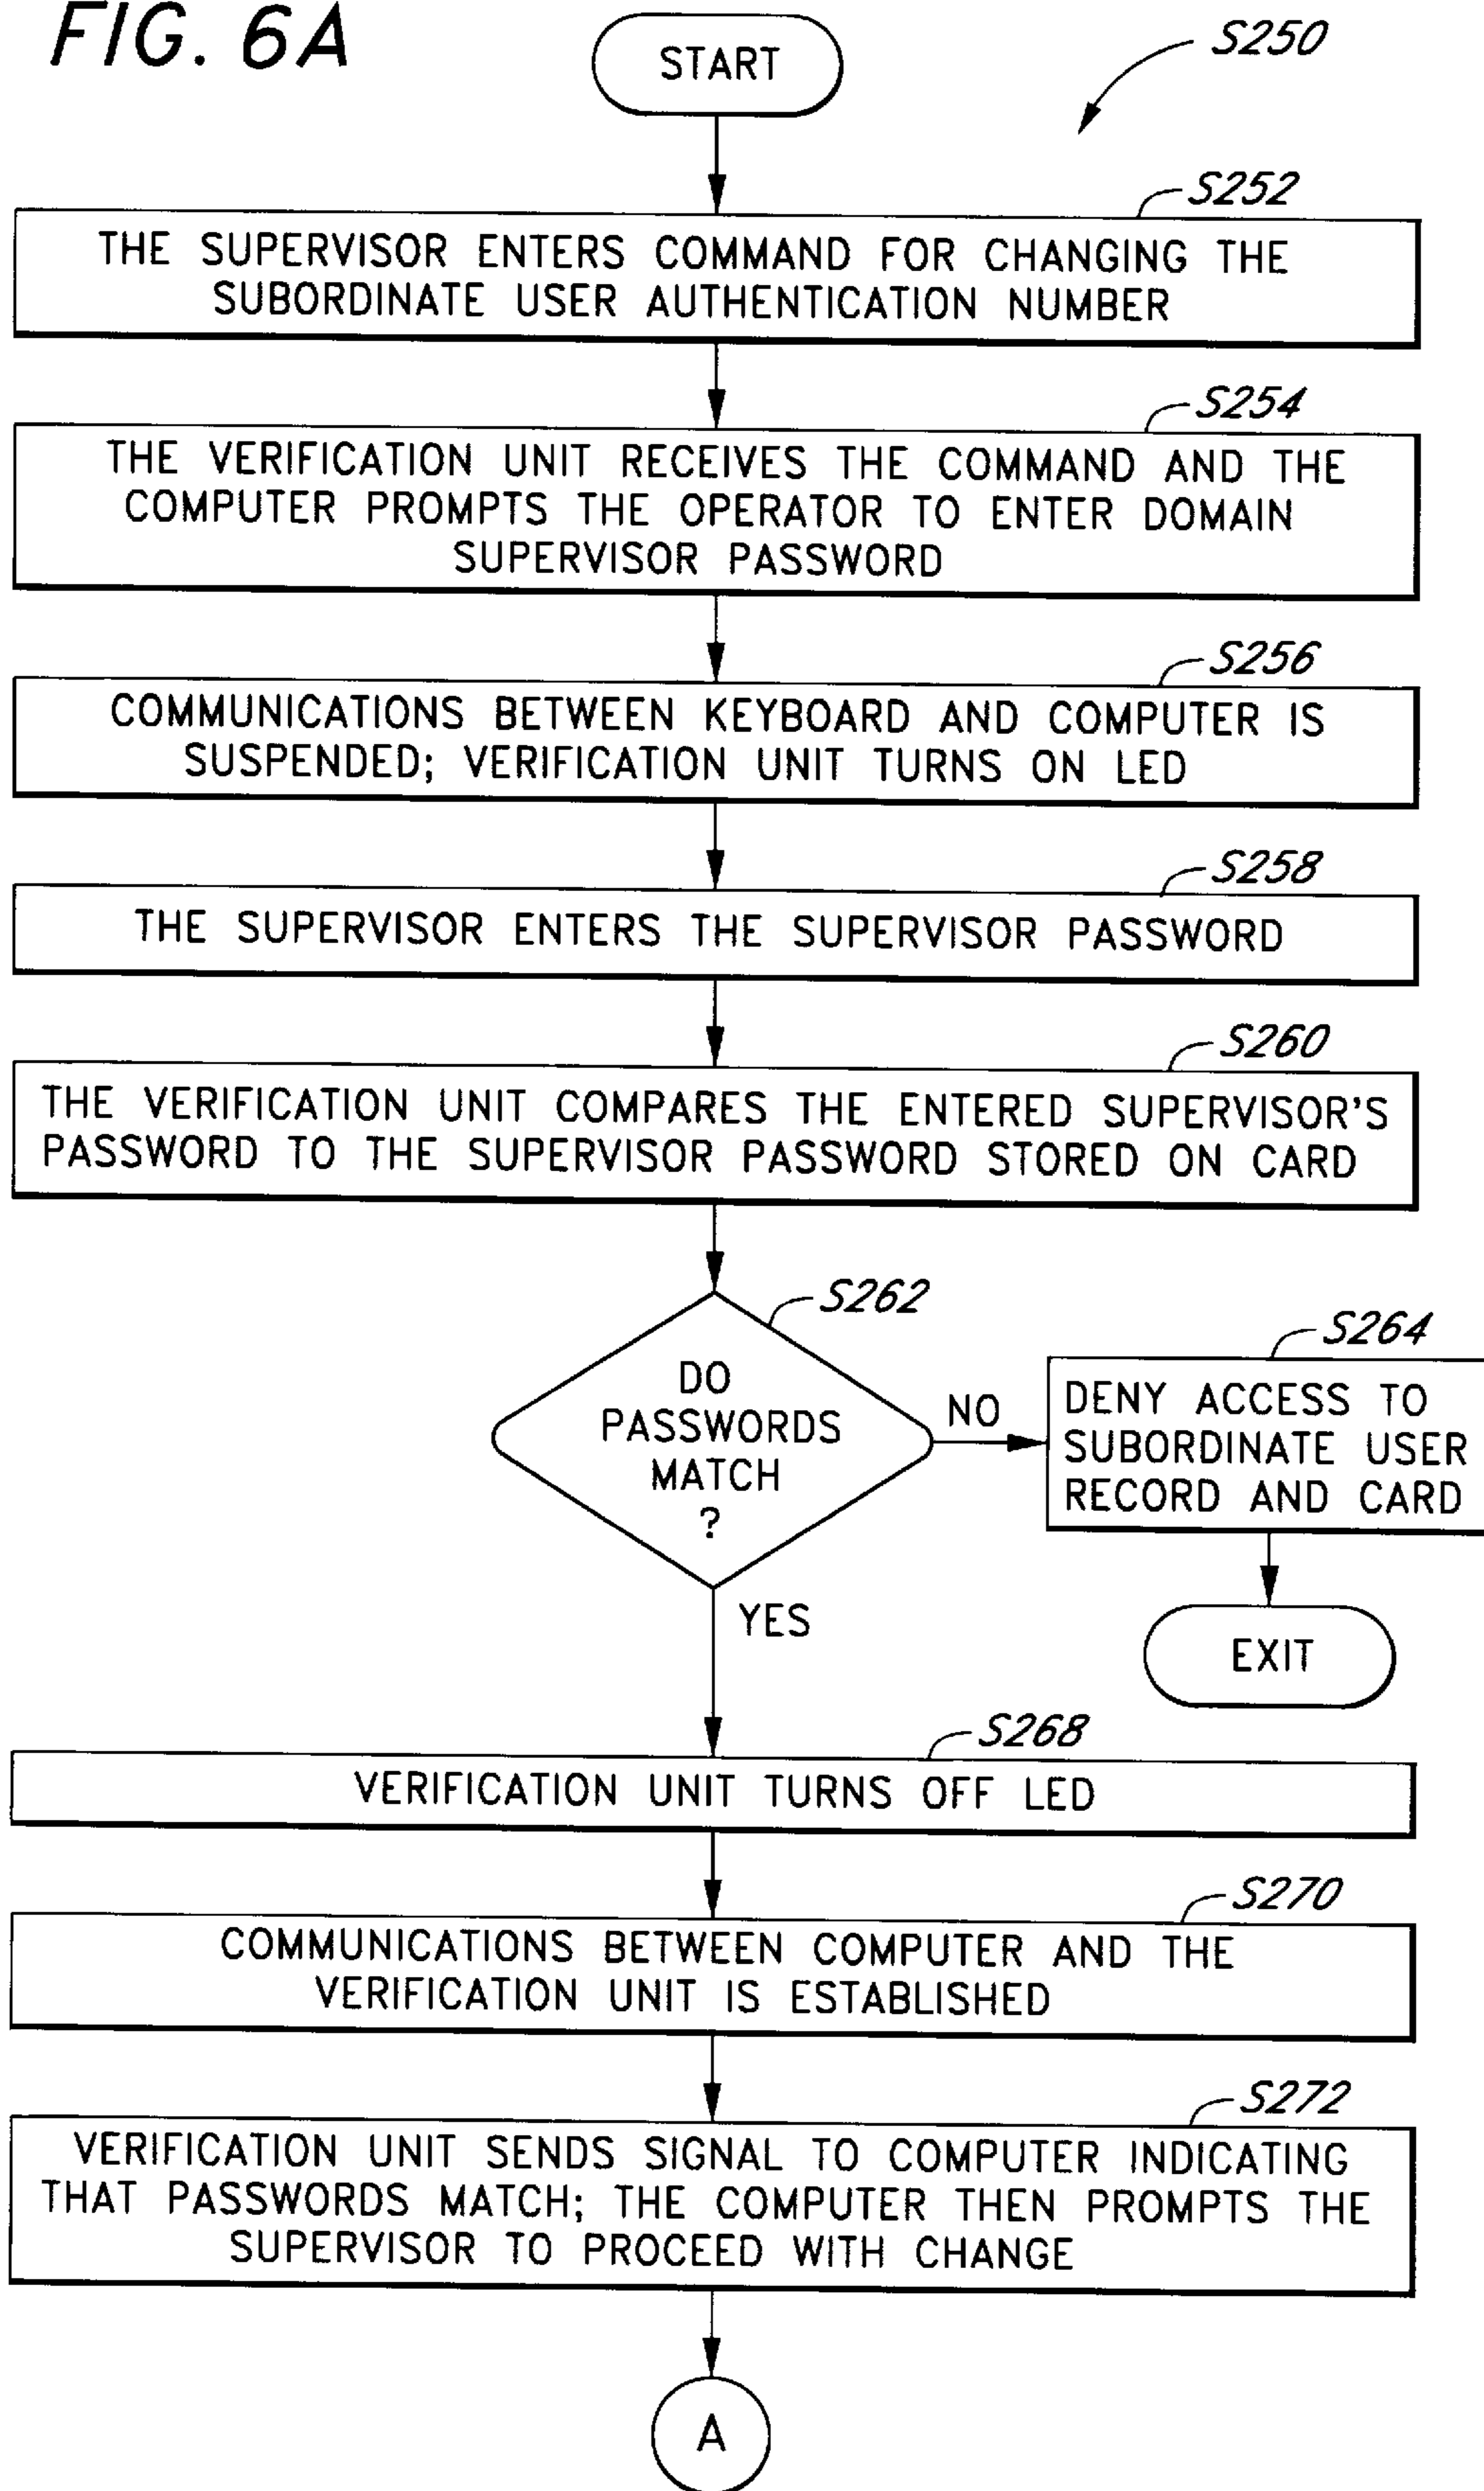 FIG. 6A
START
S250
S252
THE SUPERVISOR ENTERS COMMAND FOR CHANGING THE
SUBORDINATE USER AUTHENTICATION NUMBER
S254
THE VERIFICATION UNIT RECEIVES THE COMMAND AND THE
COMPUTER PROMPTS THE OPERATOR TO ENTER DOMAIN
SUPERVISOR PASSWORD
S256
COMMUNICATIONS BETWEEN KEYBOARD AND COMPUTER IS
SUSPENDED; VERIFICATION UNIT TURNS ON LED
S258
THE SUPERVISOR ENTERS THE SUPERVISOR PASSWORD
S260
THE VERIFICATION UNIT COMPARES THE ENTERED SUPERVISOR'S
PASSWORD TO THE SUPERVISOR PASSWORD STORED ON CARD
S262
DO
PASSWORDS
MATCH
?
NO
S264
DENY ACCESS TO
SUBORDINATE USER
RECORD AND CARD
EXIT
YES
S268
VERIFICATION UNIT TURNS OFF LED
S270
COMMUNICATIONS BETWEEN COMPUTER AND THE
VERIFICATION UNIT IS ESTABLISHED
S272
VERIFICATION UNIT SENDS SIGNAL TO COMPUTER INDICATING
THAT PASSWORDS MATCH; THE COMPUTER THEN PROMPTS THE
SUPERVISOR TO PROCEED WITH CHANGE
A